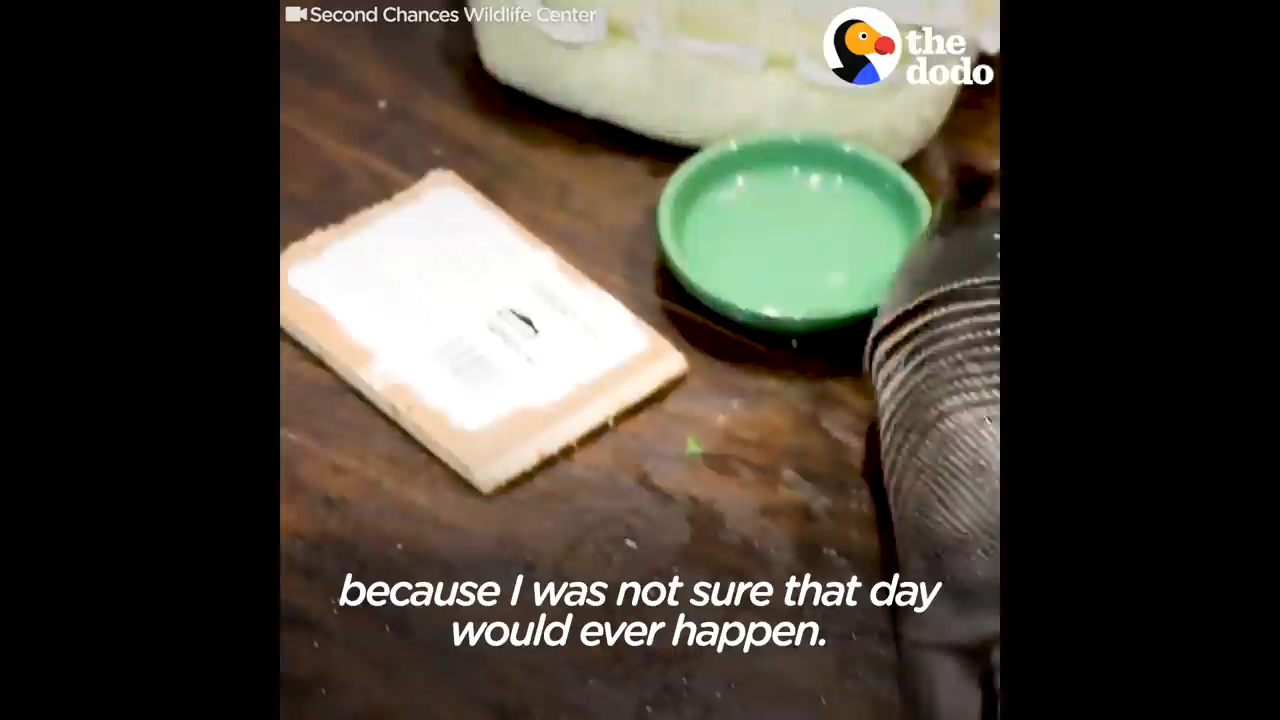 Second Chances Wildlife Center
the
dodo
because I was not sure that day
would ever happen.